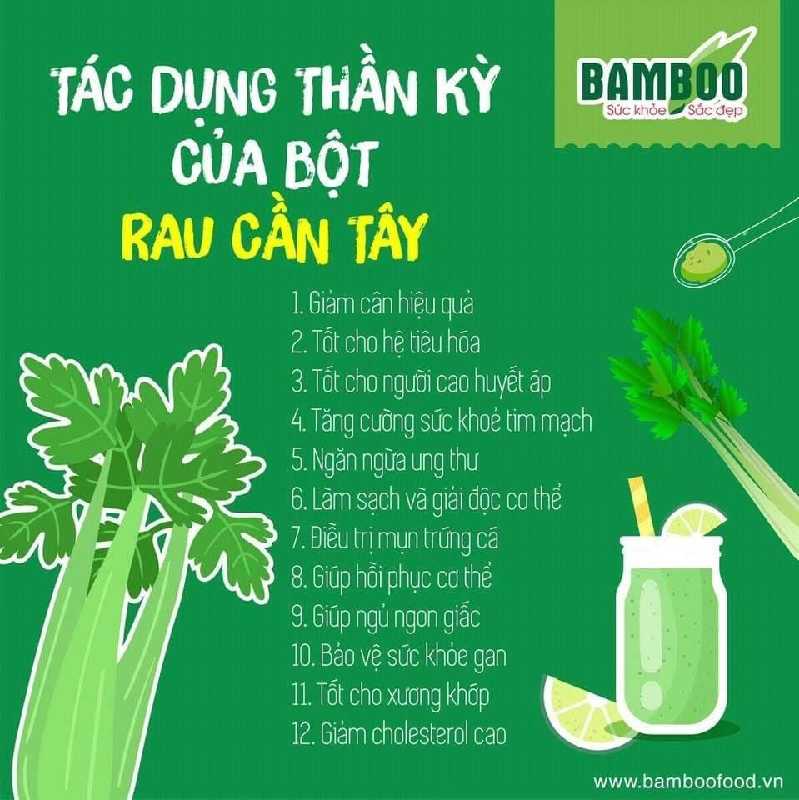 TÁC DỤNG THẦN KỲ
CỦA BỘT
RAU CẦN TÂY
BAMBOO
Sức khỏe Sắc đẹp
1. Giảm cân hiệu quả
2. Tốt cho hệ tiêu hóa
3. Tốt cho người cao huyết áp
4. Tăng cường sức khoẻ tim mạch
5. Ngăn ngừa ung thư
6. Làm sạch và giải độc cơ thể
7. Điều trị mụn trứng cá
8. Giúp hồi phục cơ thể
9. Giúp ngủ ngon giấc
10. Bảo vệ sức khỏe gan
11. Tốt cho xương khớp
12. Giảm cholesterol cao
www.bamboofood.vn